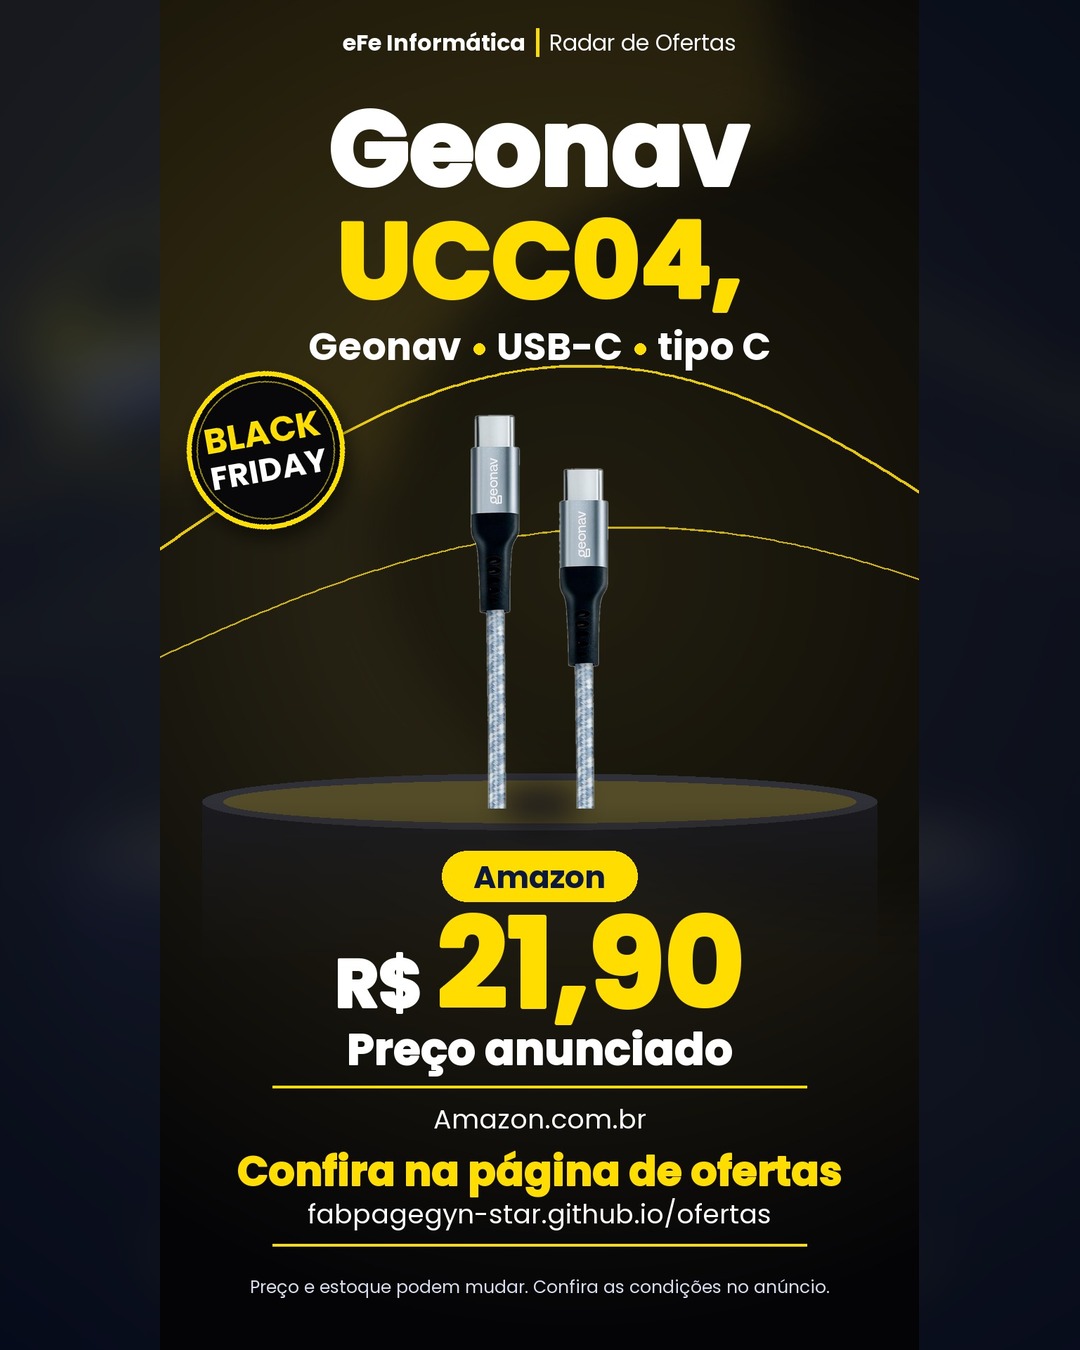 eFe Informática | Radar de Ofertas
Geonav
UCC04,
Geonav • USB-C • tipo C
BLACK
FRIDAY
geonav
geonav
Amazon
R$ 21,90
Preço anunciado
Amazon.com.br
Confira na página de ofertas
fabpagegyn-star.github.io/ofertas
Preço e estoque podem mudar. Confira as condições no anúncio.